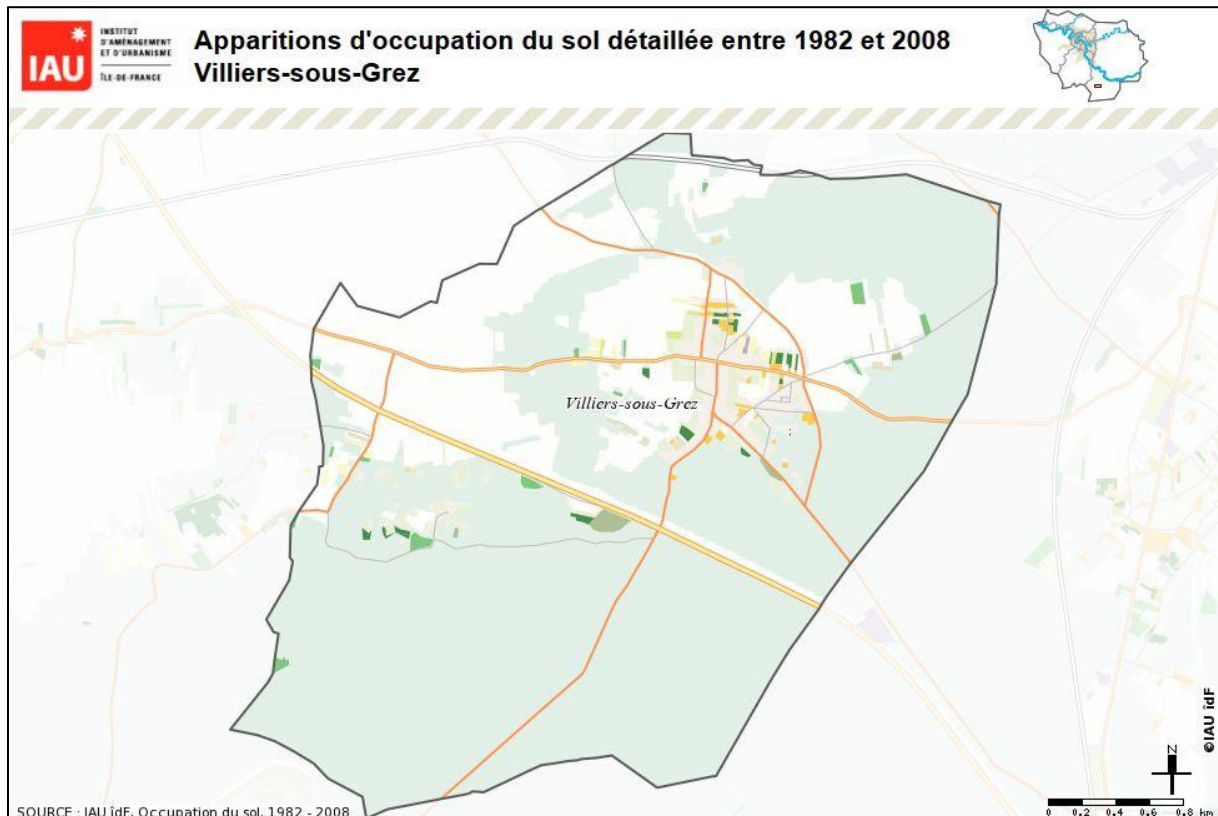 IAU
INSTITUT
D'AMÉNAGEMENT
ET D'URBANISME
ÎLE-DE-FRANCE
Apparitions d'occupation du sol détaillée entre 1982 et 2008
Villiers-sous-Grez
Villiers-sous-Grez
©IAU îdF
N
0 0.2 0.4 0.6 0.8 km
SOURCE : IAU îdF, Occupation du sol, 1982 - 2008